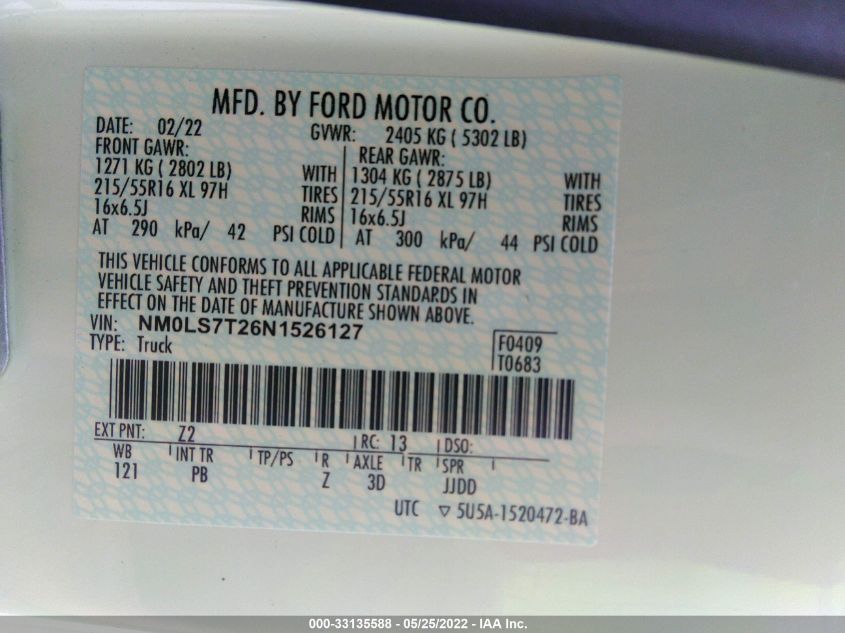 MFD. BY FORD MOTOR CO.
DATE: 02/22 GVWR: 2405 KG ( 5302 LB)
FRONT GAWR: REAR GAWR:
1271 KG ( 2802 LB) WITH 1304 KG ( 2875 LB) WITH
215/55R16 XL 97H TIRES 215/55R16 XL 97H TIRES
16x6.5J RIMS 16x6.5J RIMS
AT 290 kPa/ 42 PSI COLD AT 300 kPa/ 44 PSI COLD
THIS VEHICLE CONFORMS TO ALL APPLICABLE FEDERAL MOTOR
VEHICLE SAFETY AND THEFT PREVENTION STANDARDS IN
EFFECT ON THE DATE OF MANUFACTURE SHOWN ABOVE.
VIN: NM0LS7T26N1526127
TYPE: Truck
F0409
T0683
EXT PNT: Z2 RC: 13 DSO:
WB INT TR TP/PS R AXLE TR SPR
121 PB Z 3D JJDD
UTC ▽ 5U5A-1520472-BA
000-33135588 - 05/25/2022 - IAA Inc.